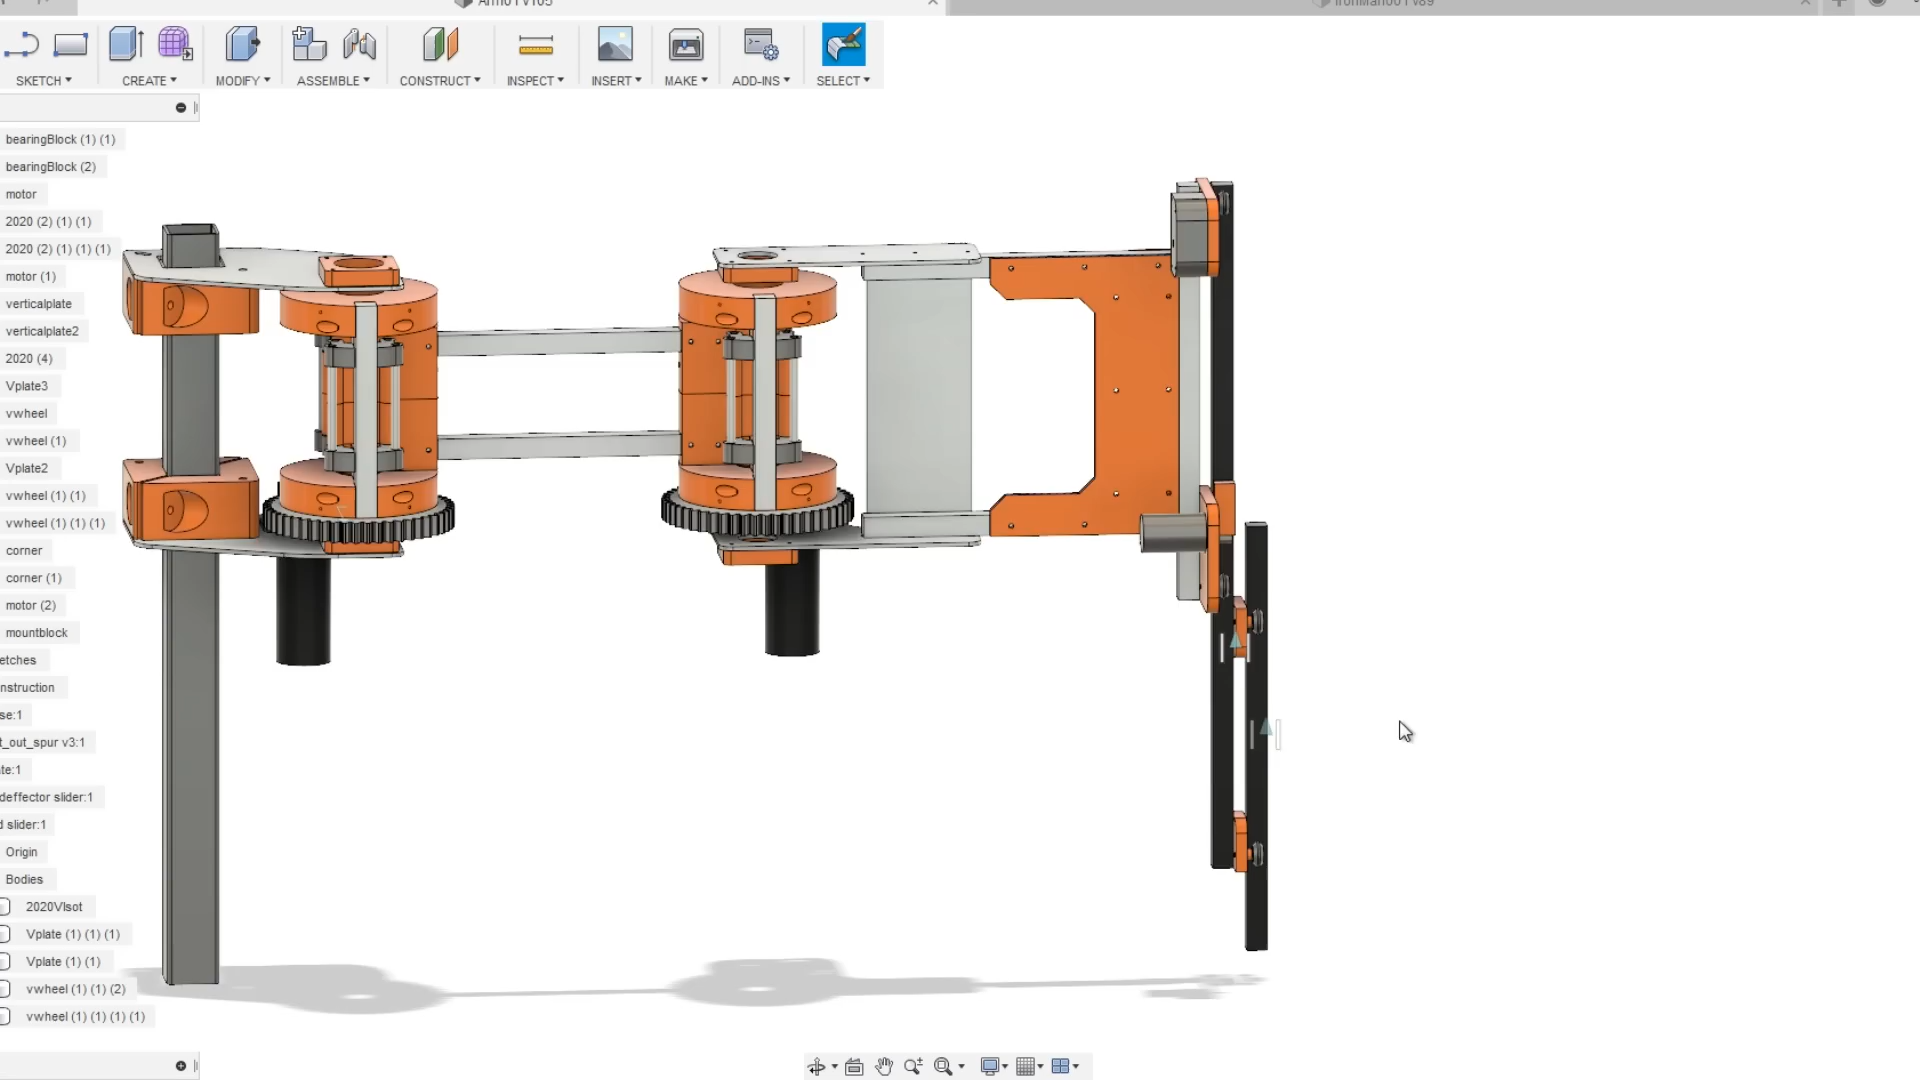 SKETCH CREATE MODIFY ASSEMBLE CONSTRUCT INSPECT INSERT MAKE ADD-INS SELECT
bearingBlock (1) (1)
bearingBlock (2)
motor
2020 (2) (1) (1)
2020 (2) (1) (1) (1)
motor (1)
verticalplate
verticalplate2
2020 (4)
Vplate3
vwheel
vwheel (1)
Vplate2
vwheel (1) (1)
vwheel (1) (1) (1)
corner
corner (1)
motor (2)
mountblock
etches
nstruction
se:1
t_out_spur v3:1
te:1
deffector slider:1
d slider:1
Origin
Bodies
2020Vlsot
Vplate (1) (1) (1)
Vplate (1) (1)
vwheel (1) (1) (2)
vwheel (1) (1) (1) (1)